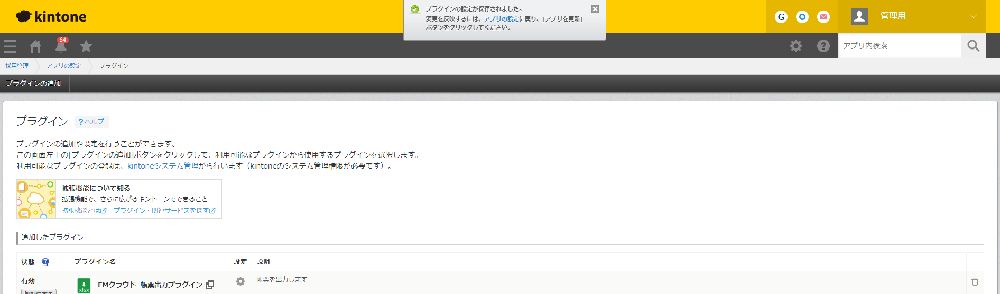 kintone
プラグインの設定が保存されました。
変更を反映するには、アプリの設定に戻り、[アプリを更新]
ボタンをクリックしてください。
G
管理用
64
アプリ内検索
採用管理
アプリの設定
プラグイン
プラグインの追加
プラグイン
?ヘルプ
プラグインの追加や設定を行うことができます。
この画面左上の[プラグインの追加]ボタンをクリックして、利用可能なプラグインから使用するプラグインを選択します。
利用可能なプラグインの登録は、kintoneシステム管理から行います（kintoneのシステム管理権限が必要です）。
拡張機能について知る
拡張機能で、さらに広がるキントーンでできること
拡張機能とは プラグイン・関連サービスを探す
追加したプラグイン
状態 プラグイン名 設定 説明
有効
無効にする
xlsx
EMクラウド_帳票出力プラグイン
帳票を出力します